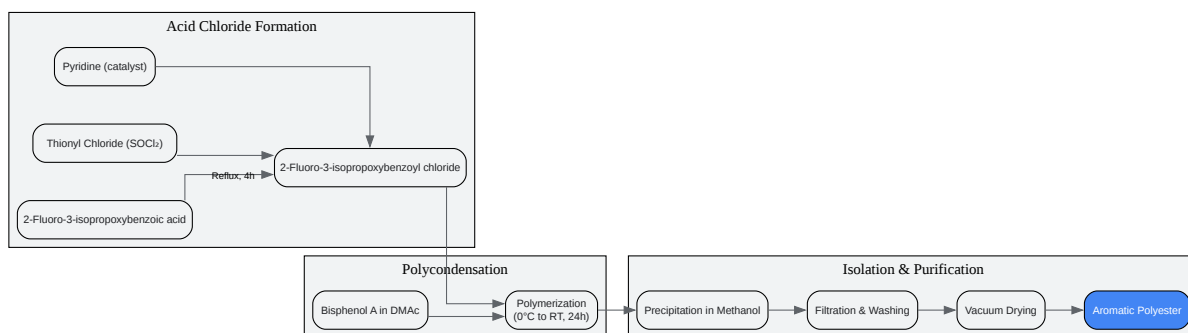 Acid Chloride Formation
Pyridine (catalyst)
Thionyl Chloride (SOCl₂)
2-Fluoro-3-isopropoxybenzoyl chloride
Reflux, 4h
2-Fluoro-3-isopropoxybenzoic acid
Polycondensation
Bisphenol A in DMAc
Polymerization
(0°C to RT, 24h)
Isolation & Purification
Precipitation in Methanol
Filtration & Washing
Vacuum Drying
Aromatic Polyester